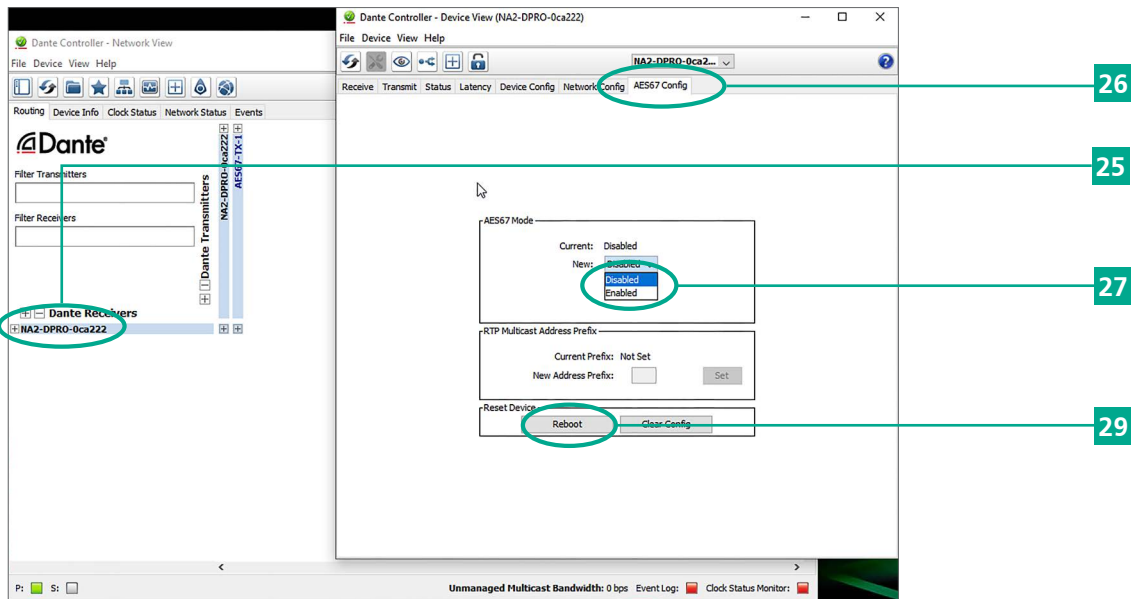 Dante Controller - Network View
File Device View Help
Routing Device Info Clock Status Network Status Events
Dante
Filter Transmitters
Filter Receivers
Dante Transmitters
NA2-DPRO-0ca222
AES67-TX-1
Dante Receivers
NA2-DPRO-0ca222
Dante Controller - Device View (NA2-DPRO-0ca222)
File Device View Help
NA2-DPRO-0ca2...
Receive Transmit Status Latency Device Config Network Config AES67 Config
AES67 Mode
Current: Disabled
New: Disabled
Disabled
Enabled
RTP Multicast Address Prefix
Current Prefix: Not Set
New Address Prefix: Set
Reset Device
Reboot Clear Config
P: S: Unmanaged Multicast Bandwidth: 0 bps Event Log: Clock Status Monitor:
26
25
27
29